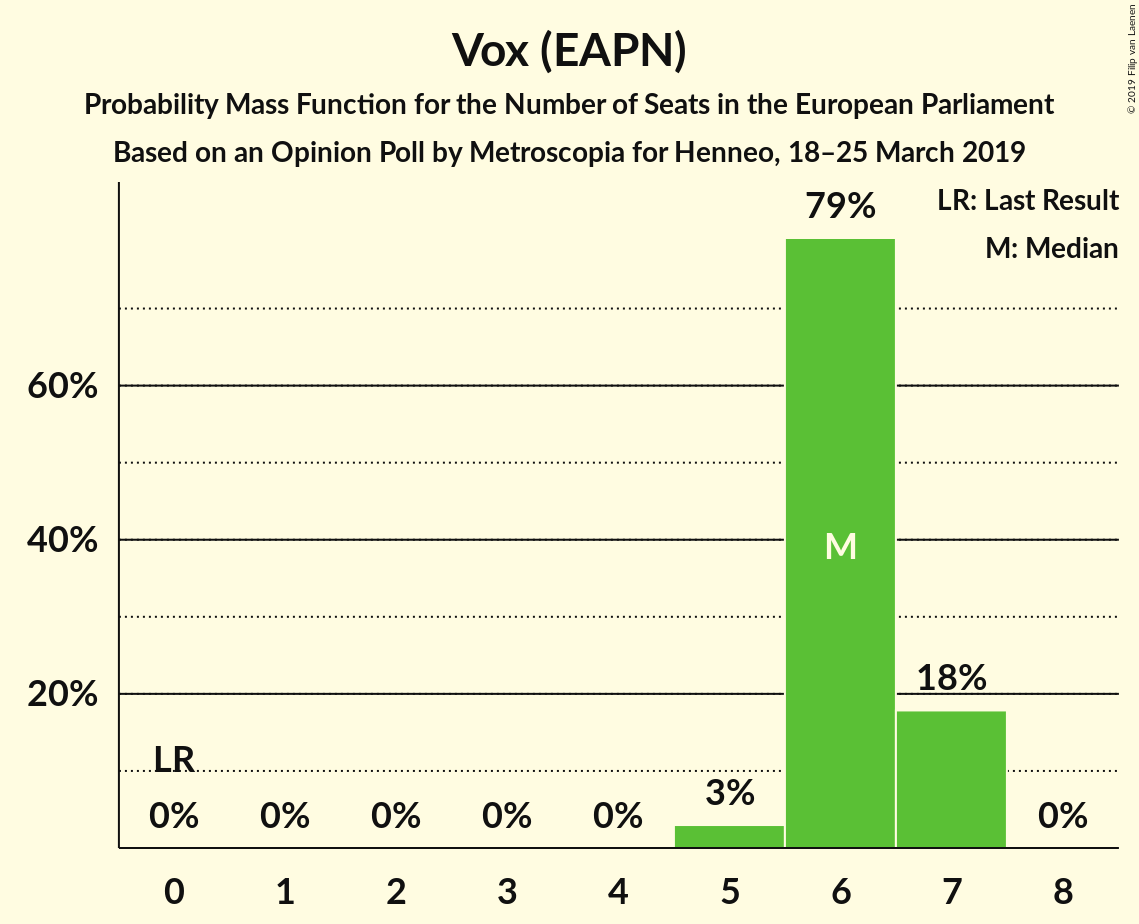 Vox (EAPN)
Probability Mass Function for the Number of Seats in the European Parliament
Based on an Opinion Poll by Metroscopia for Henneo, 18–25 March 2019
© 2019 Filip van Laenen
LR: Last Result
M: Median
79%
60%
40%
M
20%
18%
LR
0% 0% 0% 0% 0% 3% 0%
0 1 2 3 4 5 6 7 8